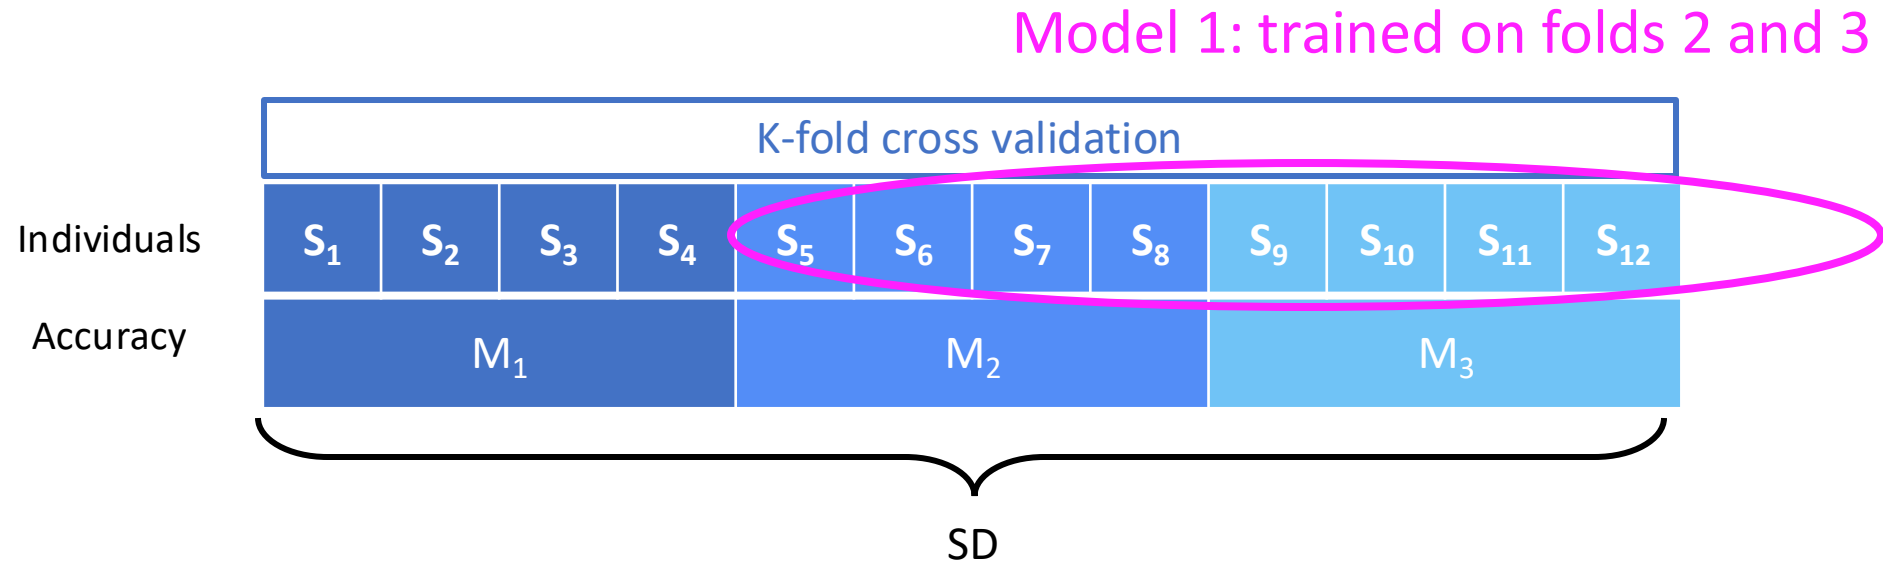 Model 1: trained on folds 2 and 3
K-fold cross validation
Individuals S₁ S₂ S₃ S₄ S₅ S₆ S₇ S₈ S₉ S₁₀ S₁₁ S₁₂
Accuracy M₁ M₂ M₃
SD